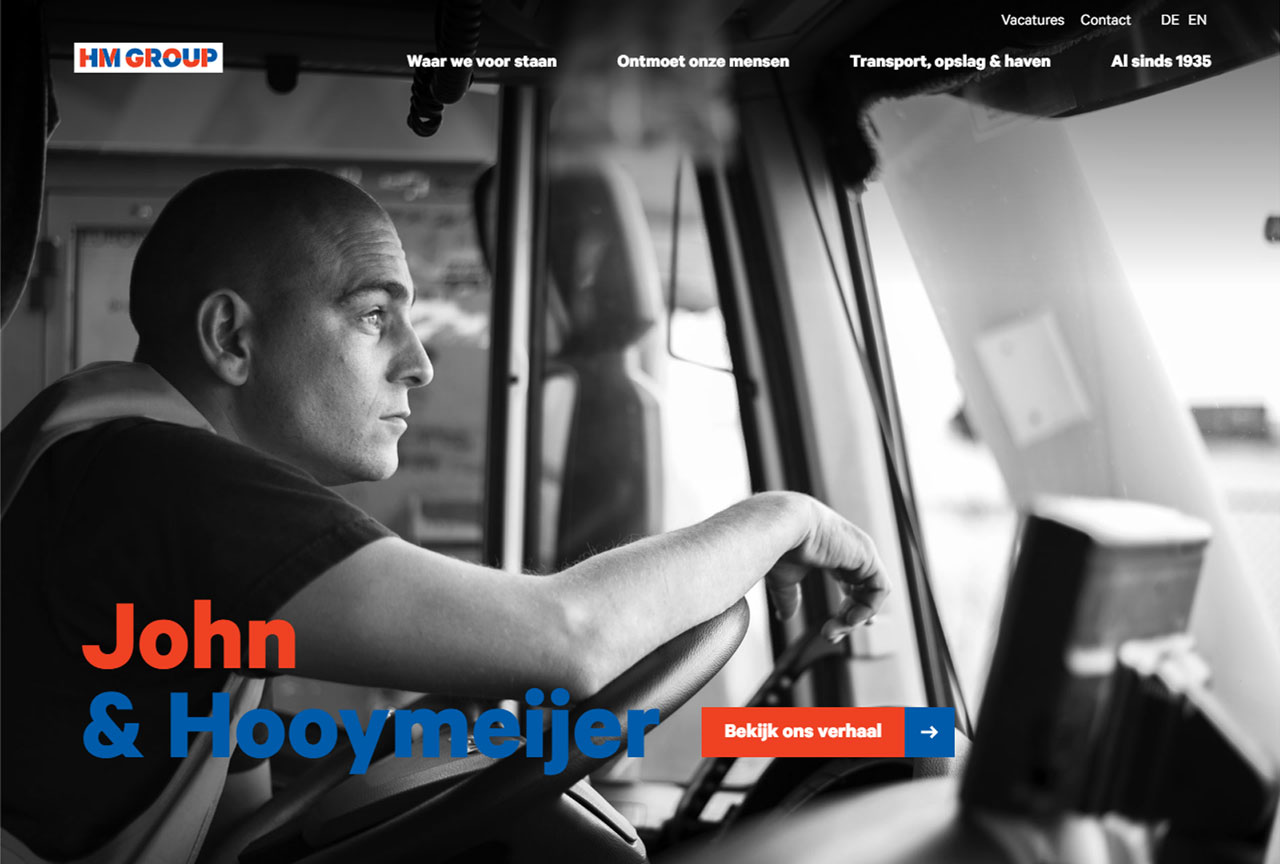 Vacatures Contact DE EN
HM GROUP
Waar we voor staan Ontmoet onze mensen Transport, opslag & haven Al sinds 1935
John
& Hooymeijer
Bekijk ons verhaal →